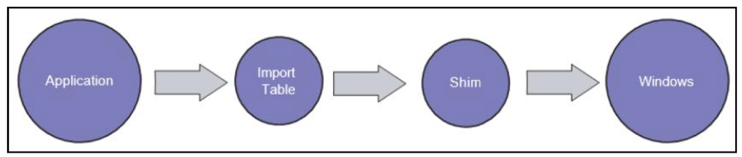 Application
Import
Table
Shim
Windows